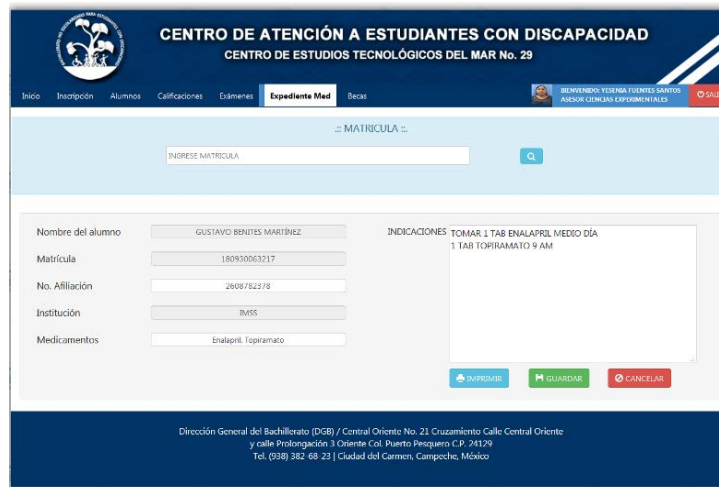 CENTRO DE ATENCIÓN A ESTUDIANTES CON DISCAPACIDAD
CENTRO DE ESTUDIOS TECNOLÓGICOS DEL MAR No. 29
Inicio Inscripción Alumnos Calificaciones Exámenes Expediente Med Becas
BIENVENIDO: YESENIA FUENTES SANTOS
ASESOR CIENCIAS EXPERIMENTALES
SALI
.:: MATRICULA ::.
INGRESE MATRICULA
Nombre del alumno GUSTAVO BENITES MARTÍNEZ
Matrícula 180930063217
No. Afiliación 2608782378
Institución IMSS
Medicamentos Enalapril, Topiramato
INDICACIONES TOMAR 1 TAB ENALAPRIL MEDIO DÍA
1 TAB TOPIRAMATO 9 AM
IMPRIMIR GUARDAR CANCELAR
Dirección General del Bachillerato (DGB) / Central Oriente No. 21 Cruzamiento Calle Central Oriente
y calle Prolongación 3 Oriente Col. Puerto Pesquero C.P. 24129
Tel. (938) 382-68-23 | Ciudad del Carmen, Campeche, México